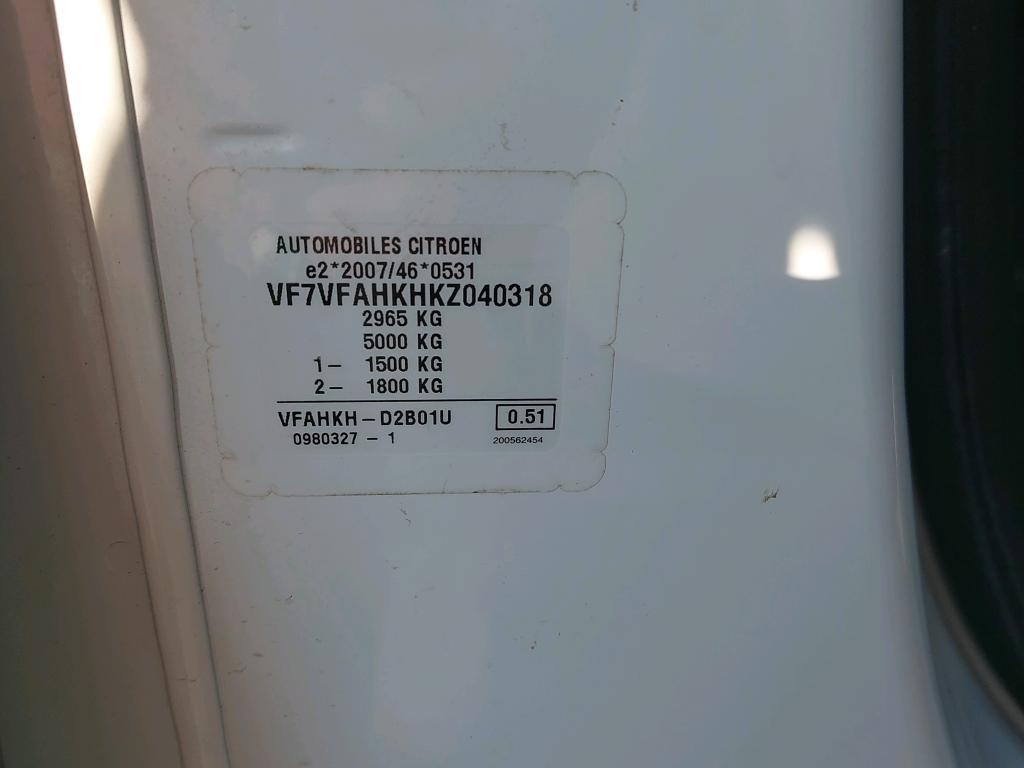 AUTOMOBILES CITROEN
e2*2007/46*0531
VF7VFAHKHKZ040318
2965 KG
5000 KG
1- 1500 KG
2- 1800 KG
VFAHKH-D2B01U 0.51
0980327 - 1 200562454